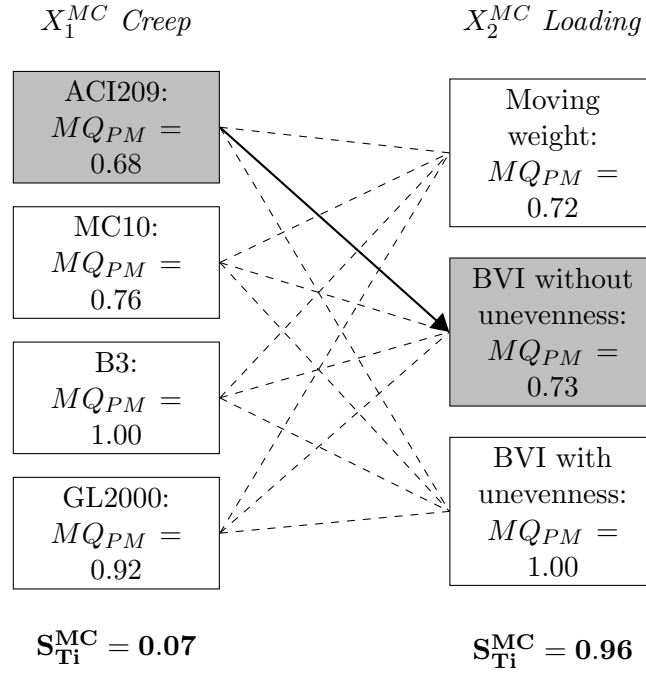 X_1^{MC} Creep
X_2^{MC} Loading
ACI209:
MQ_{PM} =
0.68
MC10:
MQ_{PM} =
0.76
B3:
MQ_{PM} =
1.00
GL2000:
MQ_{PM} =
0.92
Moving
weight:
MQ_{PM} =
0.72
BVI without
unevenness:
MQ_{PM} =
0.73
BVI with
unevenness:
MQ_{PM} =
1.00
S_{Ti}^{MC} = 0.07
S_{Ti}^{MC} = 0.96